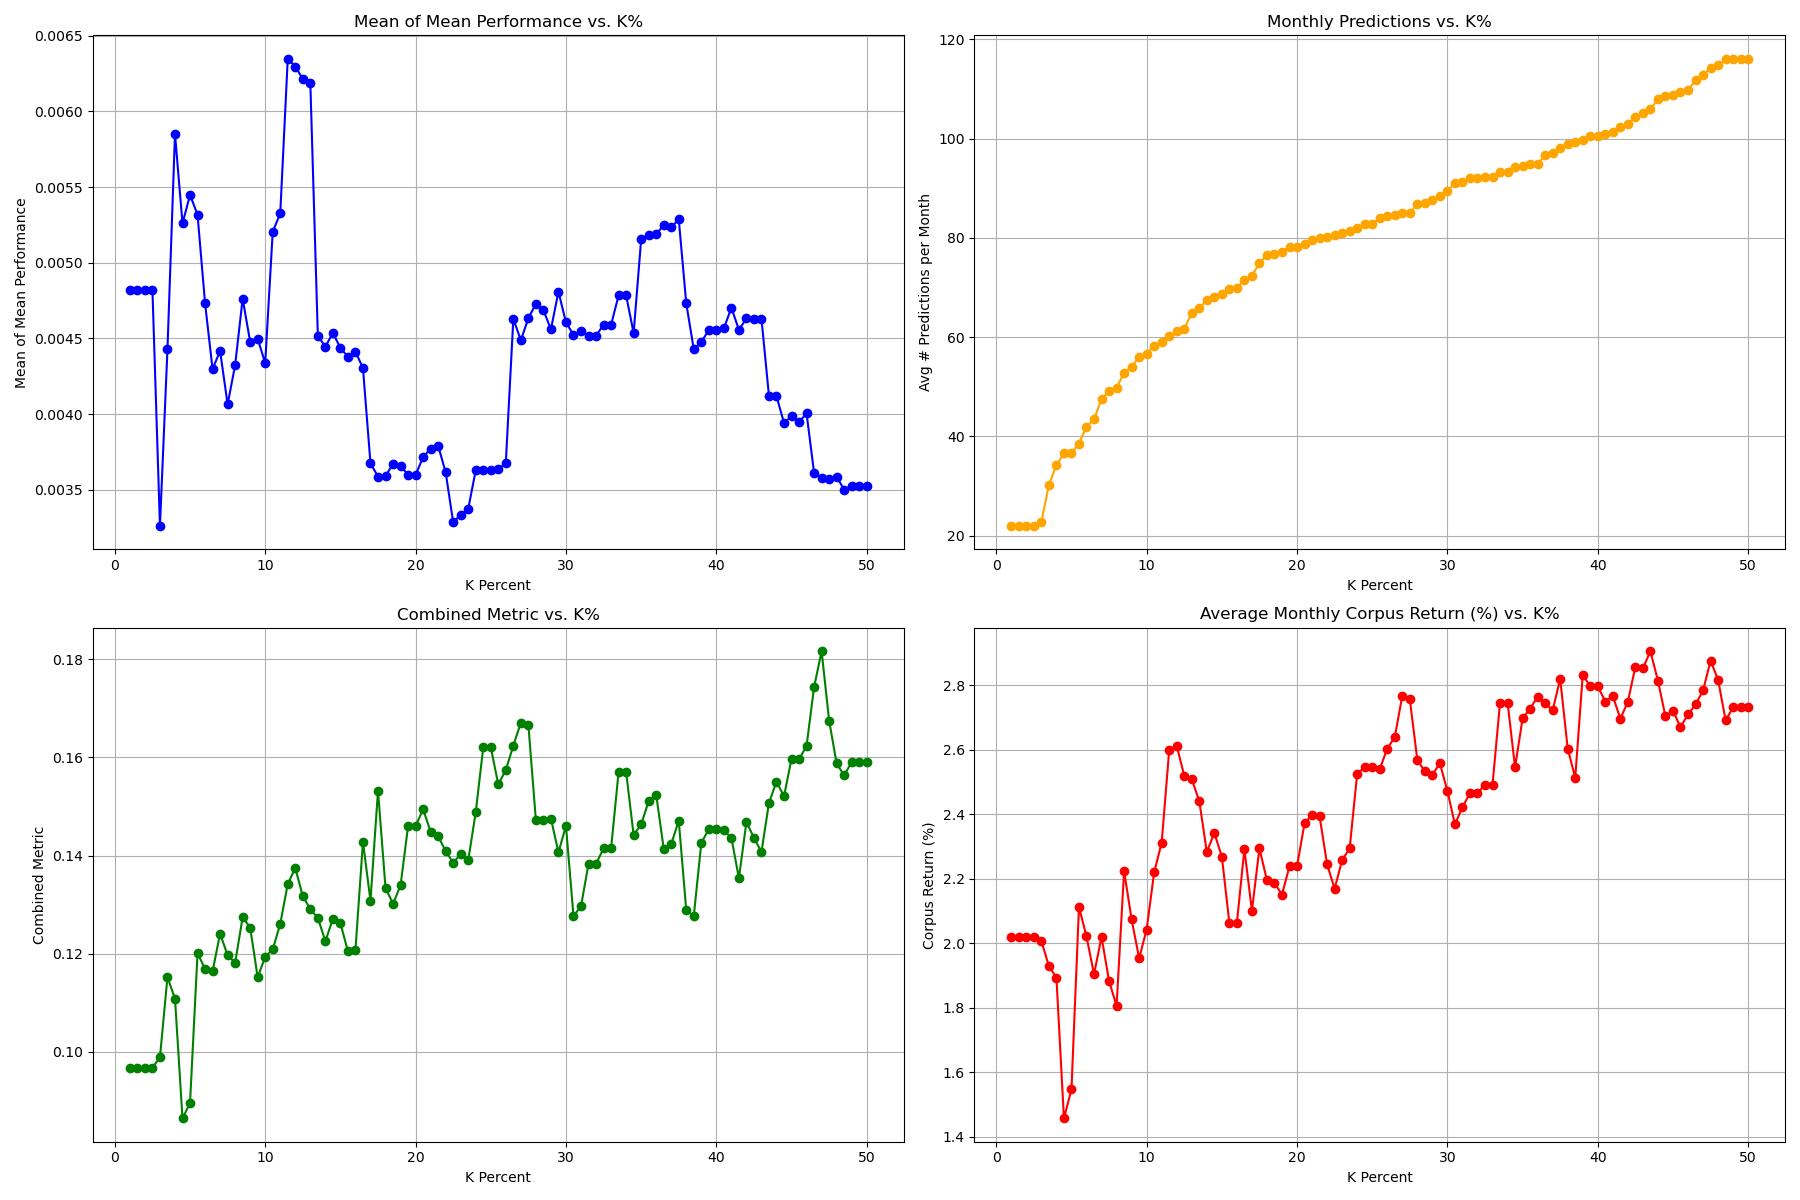 Mean of Mean Performance vs. K%
Mean of Mean Performance
0.0065
0.0060
0.0055
0.0050
0.0045
0.0040
0.0035
0 10 20 30 40 50
K Percent
Monthly Predictions vs. K%
Avg # Predictions per Month
120
100
80
60
40
20
0 10 20 30 40 50
K Percent
Combined Metric vs. K%
Combined Metric
0.18
0.16
0.14
0.12
0.10
0 10 20 30 40 50
K Percent
Average Monthly Corpus Return (%) vs. K%
Corpus Return (%)
2.8
2.6
2.4
2.2
2.0
1.8
1.6
1.4
0 10 20 30 40 50
K Percent